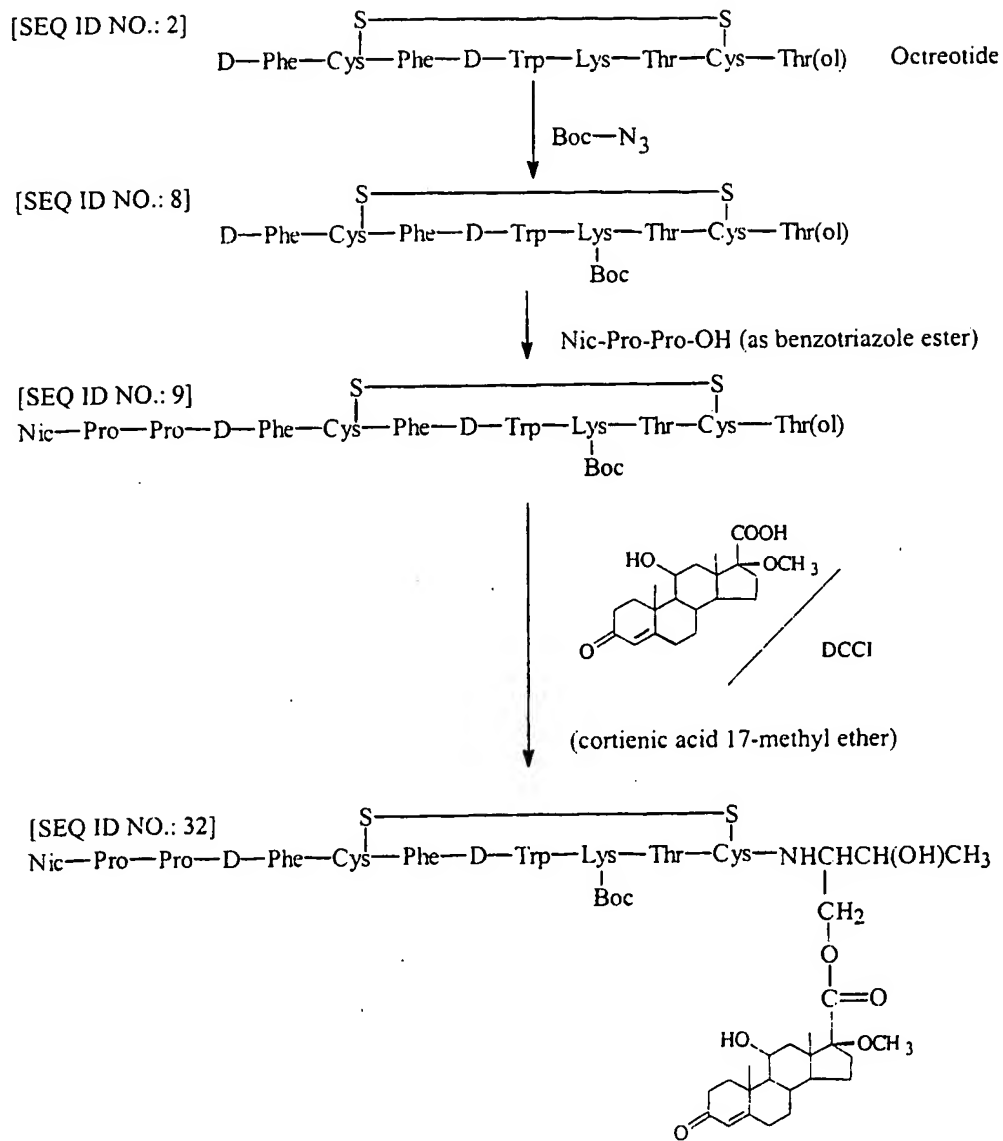 [SEQ ID NO.: 2]
S S
D—Phe—Cys—Phe—D—Trp—Lys—Thr—Cys—Thr(ol) Octreotide
Boc—N3
[SEQ ID NO.: 8]
S S
D—Phe—Cys—Phe—D—Trp—Lys—Thr—Cys—Thr(ol)
Boc
Nic-Pro-Pro-OH (as benzotriazole ester)
[SEQ ID NO.: 9]
S S
Nic—Pro—Pro—D—Phe—Cys—Phe—D—Trp—Lys—Thr—Cys—Thr(ol)
Boc
COOH
HO OCH3
O
DCCI
(cortienic acid 17-methyl ether)
[SEQ ID NO.: 32]
S S
Nic—Pro—Pro—D—Phe—Cys—Phe—D—Trp—Lys—Thr—Cys—NHCHCH(OH)CH3
Boc
CH2
O
C=O
HO OCH3
O